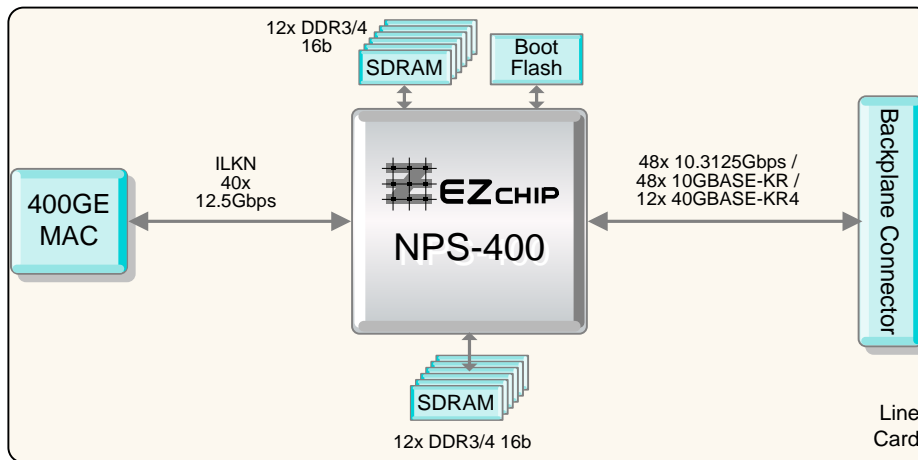 12x DDR3/4
16b
SDRAM
Boot
Flash
400GE
MAC
ILKN
40x
12.5Gbps
EZCHIP
NPS-400
48x 10.3125Gbps /
48x 10GBASE-KR /
12x 40GBASE-KR4
Backplane Connector
SDRAM
12x DDR3/4 16b
Line
Card